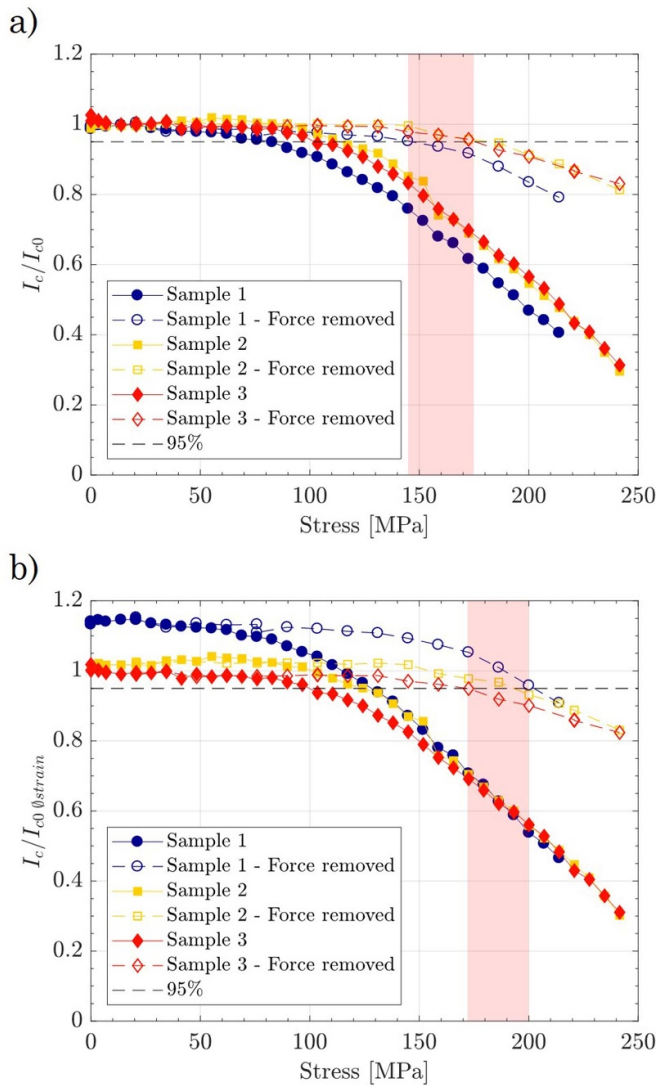 a)
1.2
1
0.8
0.6
0.4
0.2
0
I_c/I_{c0}
Sample 1
Sample 1 - Force removed
Sample 2
Sample 2 - Force removed
Sample 3
Sample 3 - Force removed
95%
0 50 100 150 200 250
Stress [MPa]
b)
1.2
1
0.8
0.6
0.4
0.2
0
I_c/I_{c0 ∅strain}
Sample 1
Sample 1 - Force removed
Sample 2
Sample 2 - Force removed
Sample 3
Sample 3 - Force removed
95%
0 50 100 150 200 250
Stress [MPa]